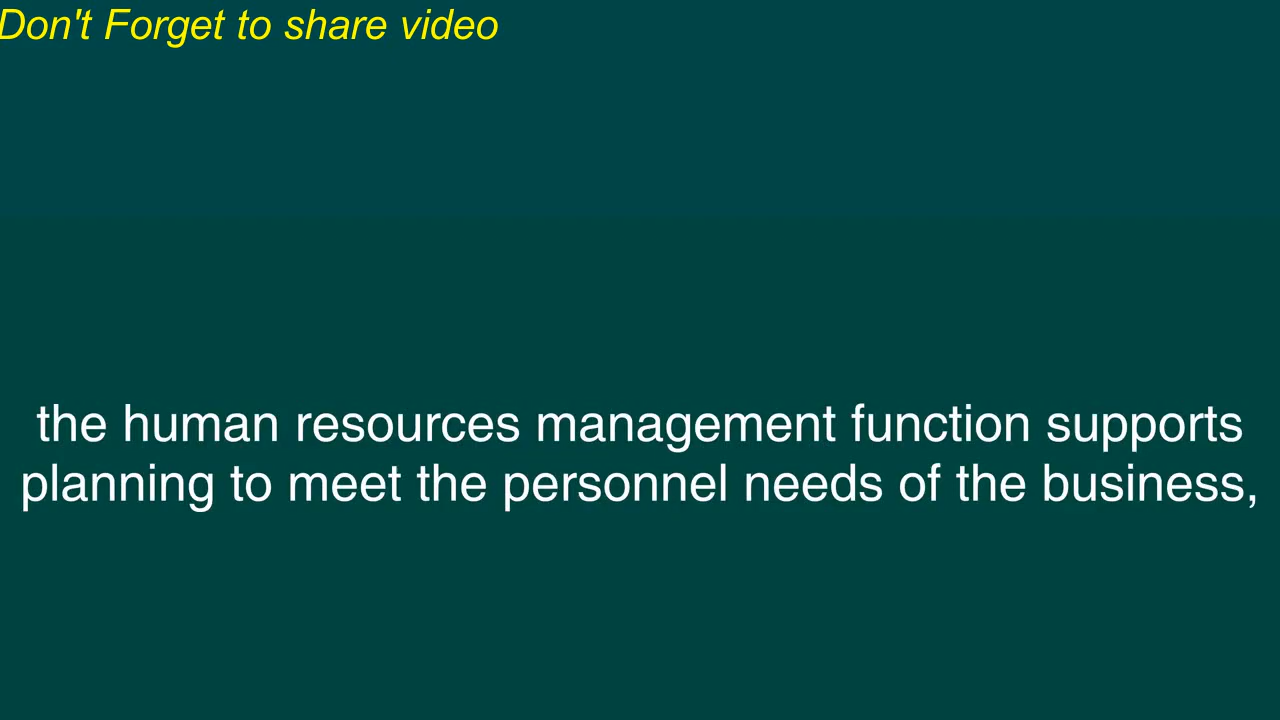 Don't Forget to share video
the human resources management function supports
planning to meet the personnel needs of the business,